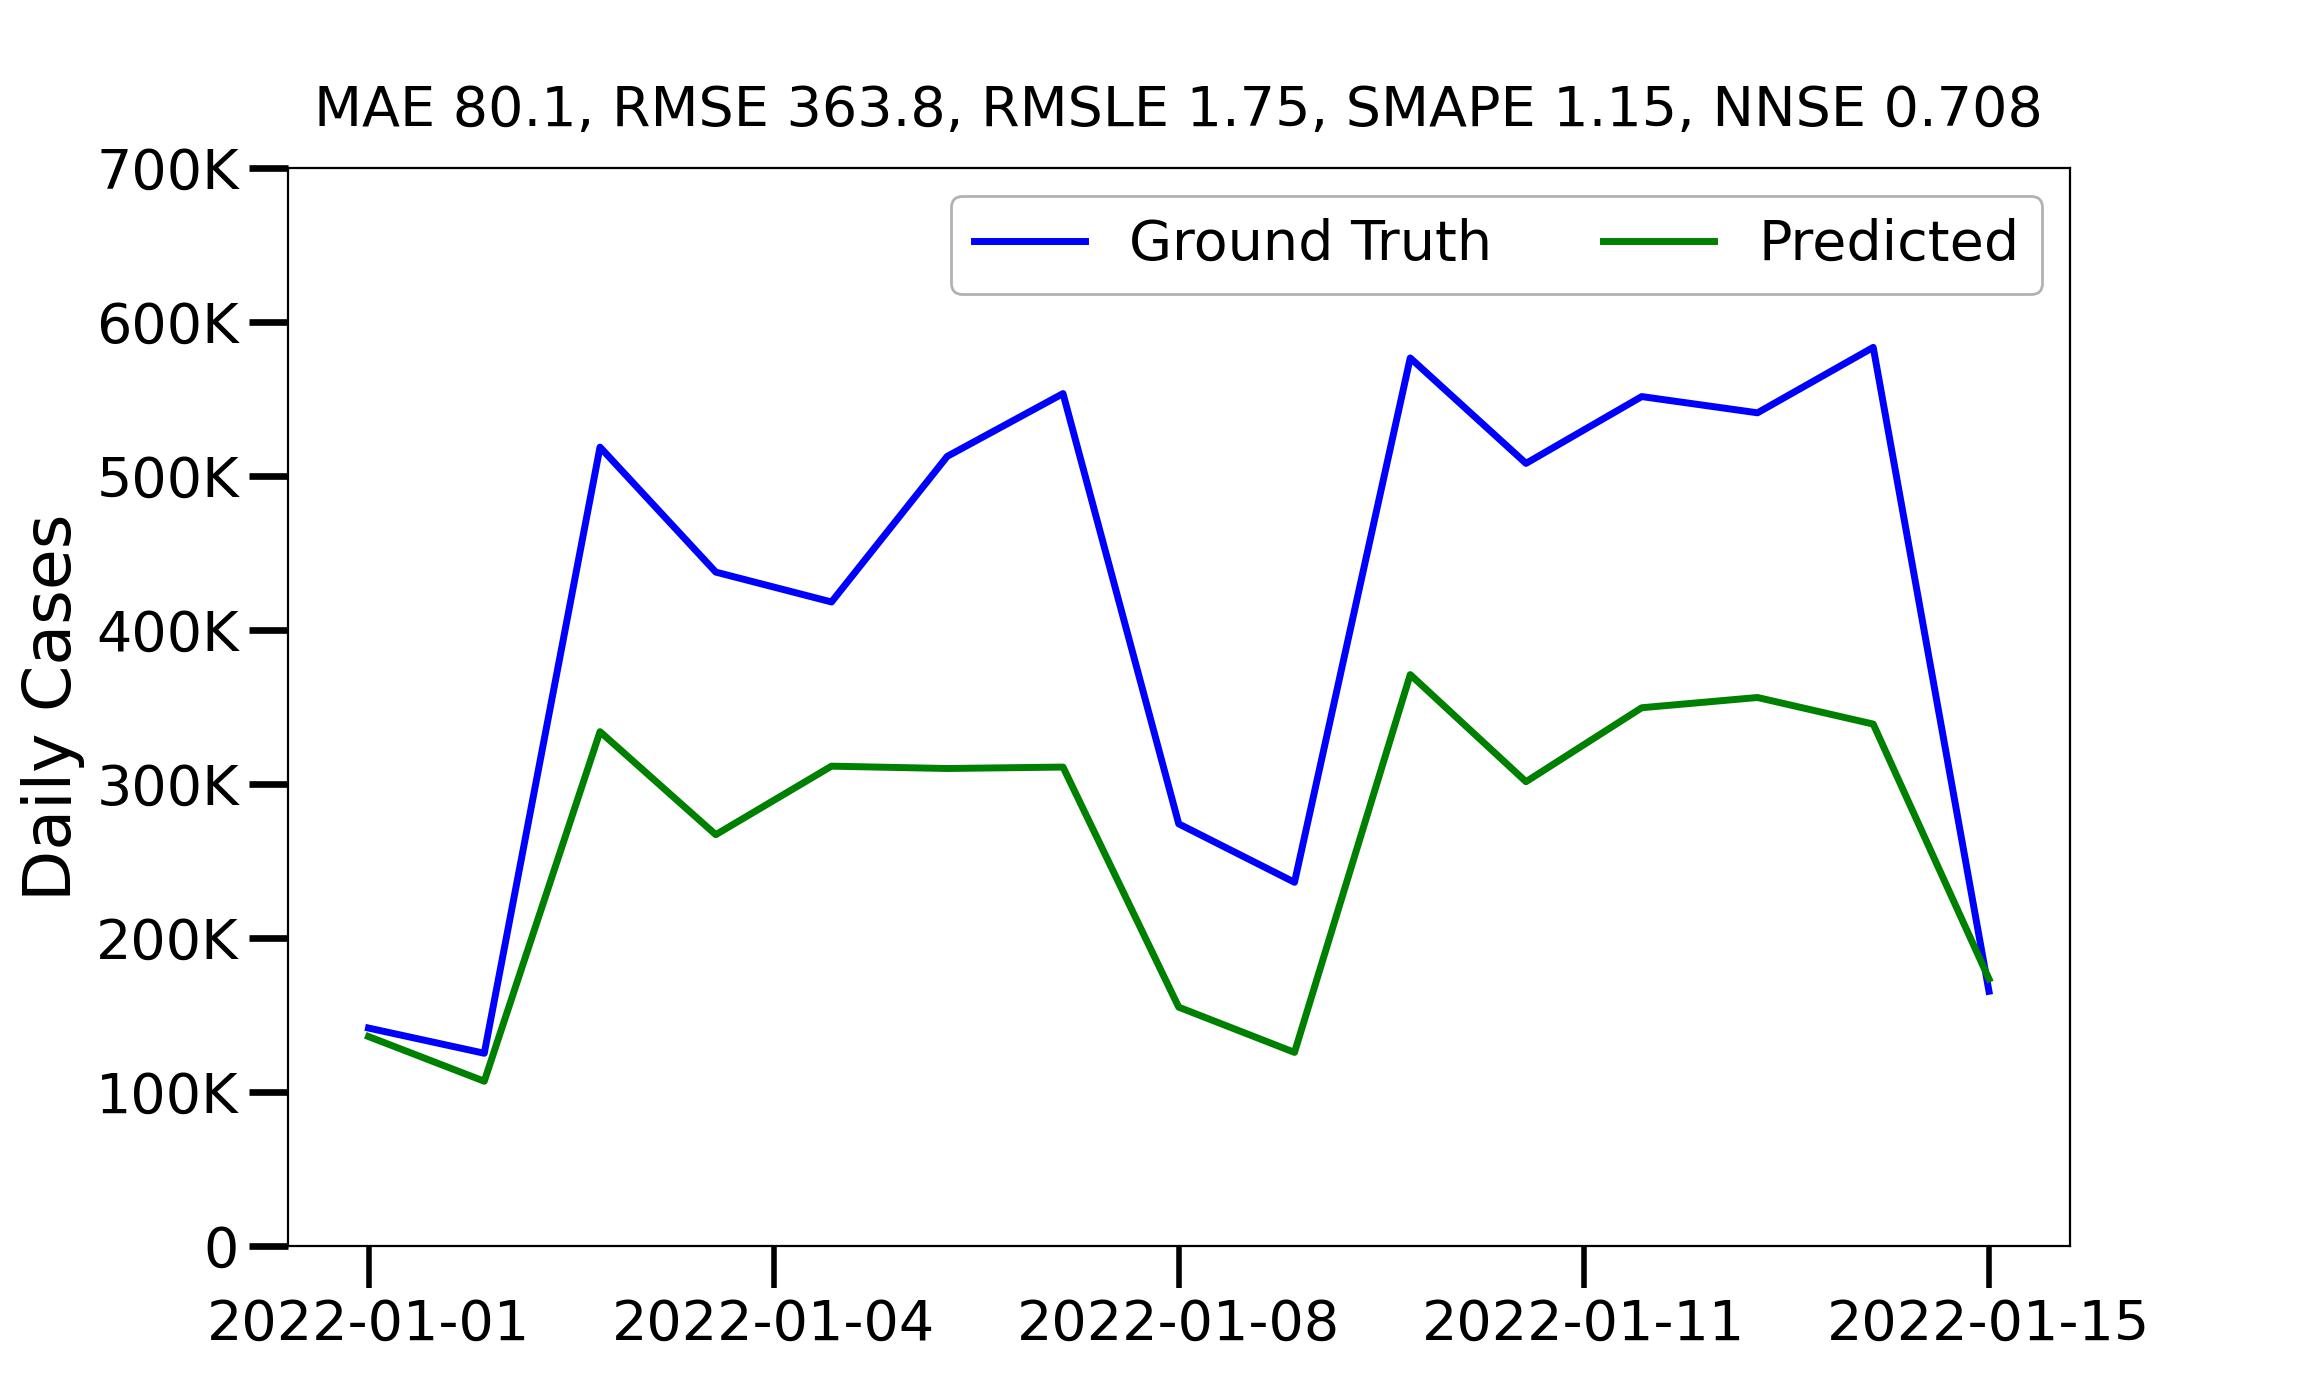 MAE 80.1, RMSE 363.8, RMSLE 1.75, SMAPE 1.15, NNSE 0.708
Ground Truth
Predicted
Daily Cases
700K
600K
500K
400K
300K
200K
100K
0
2022-01-01
2022-01-04
2022-01-08
2022-01-11
2022-01-15